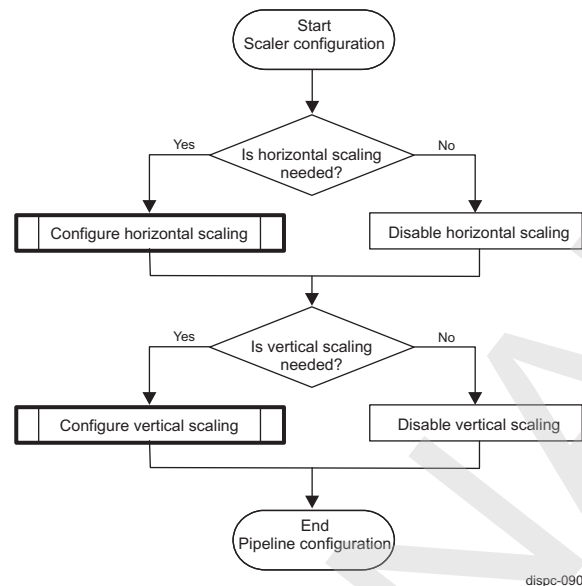 Start
Scaler configuration
Is horizontal scaling
needed?
Yes
No
Configure horizontal scaling
Disable horizontal scaling
Is vertical scaling
needed?
Yes
No
Configure vertical scaling
Disable vertical scaling
End
Pipeline configuration
dispc-090